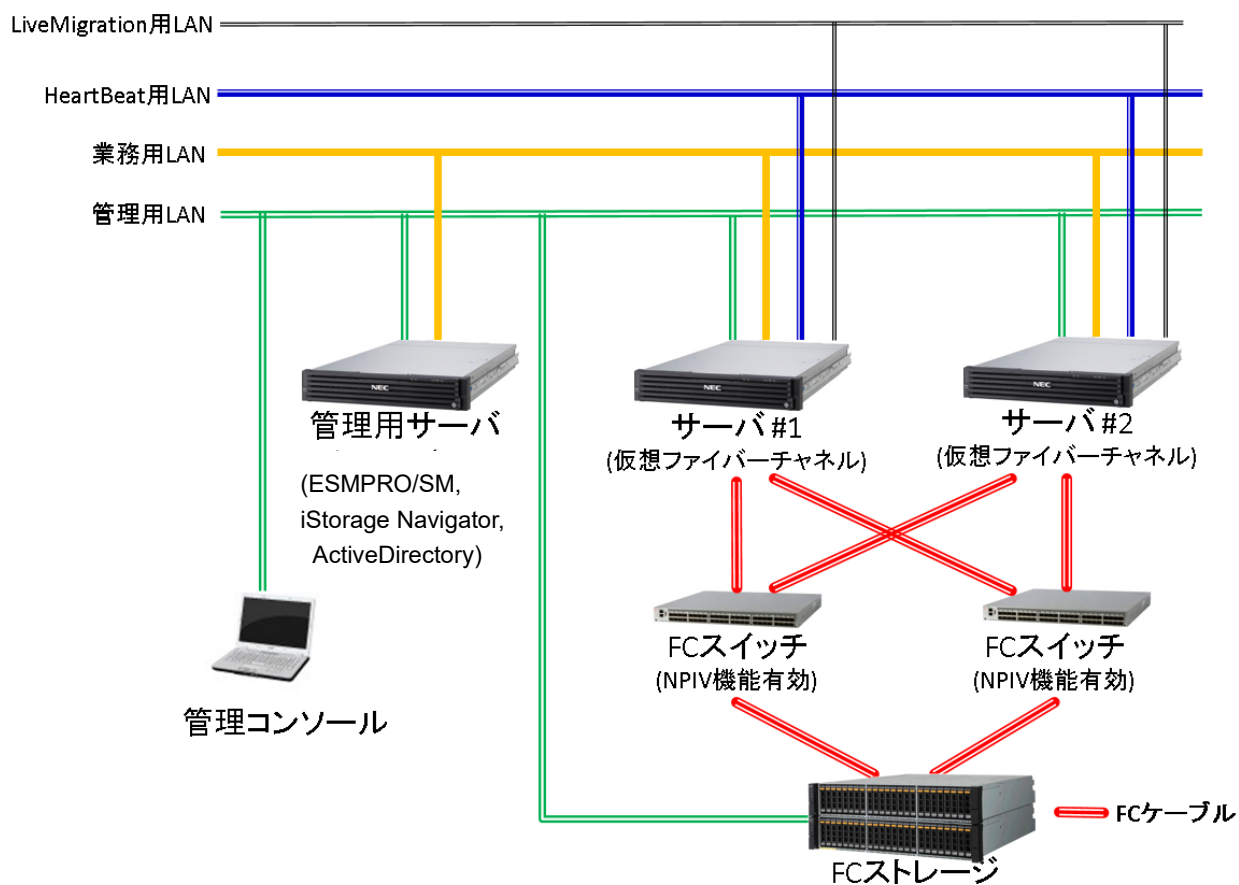 LiveMigration用LAN
HeartBeat用LAN
業務用LAN
管理用LAN
NEC
NEC
NEC
管理用サーバ
サーバ#1
サーバ#2
(仮想ファイバーチャネル)
(仮想ファイバーチャネル)
(ESMPRO/SM,
iStorage Navigator,
ActiveDirectory)
FCスイッチ
FCスイッチ
(NPIV機能有効)
(NPIV機能有効)
管理コンソール
FCケーブル
FCストレージ